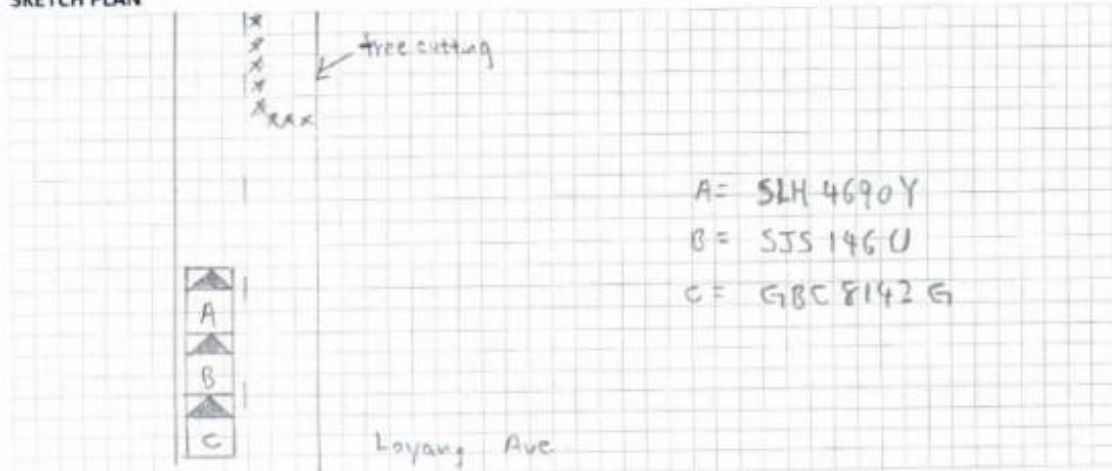 SKETCH PLAN
tree cutting
A= SLH 4690Y
B= SJS 146U
C= GBC 8142G
A
B
C
Loyang Ave